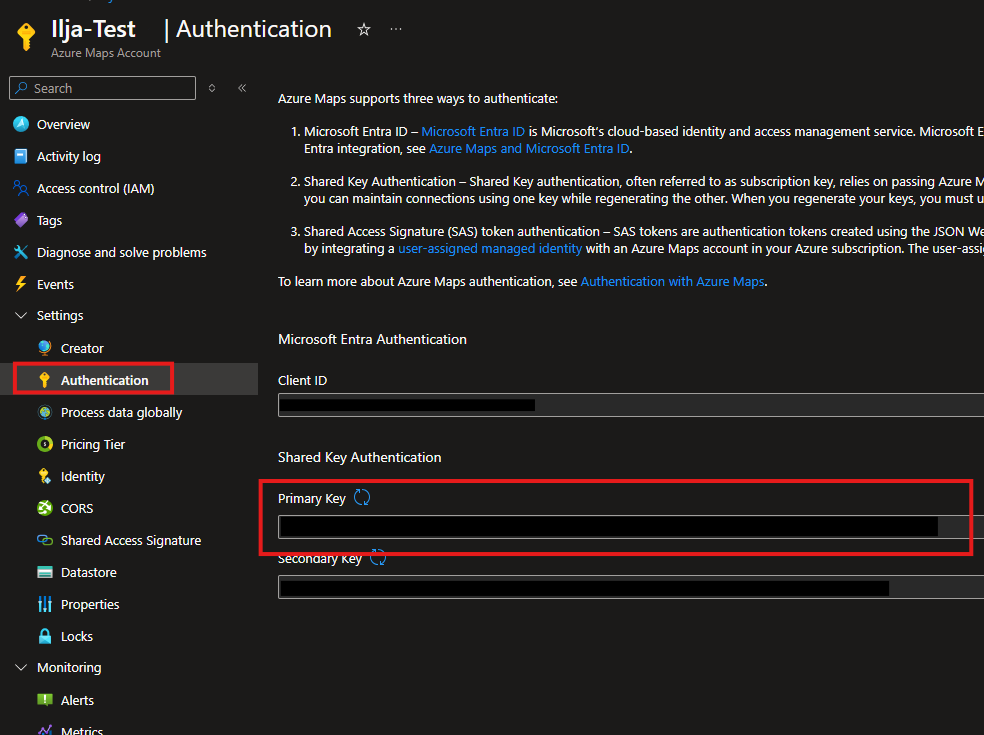 Ilja-Test | Authentication ☆ ...
Azure Maps Account
Search
Overview
Activity log
Access control (IAM)
Tags
Diagnose and solve problems
Events
Settings
Creator
Authentication
Process data globally
Pricing Tier
Identity
CORS
Shared Access Signature
Datastore
Properties
Locks
Monitoring
Alerts
Metrics
Azure Maps supports three ways to authenticate:
1. Microsoft Entra ID – Microsoft Entra ID is Microsoft's cloud-based identity and access management service. Microsoft E
Entra integration, see Azure Maps and Microsoft Entra ID.
2. Shared Key Authentication – Shared Key authentication, often referred to as subscription key, relies on passing Azure M
you can maintain connections using one key while regenerating the other. When you regenerate your keys, you must u
3. Shared Access Signature (SAS) token authentication – SAS tokens are authentication tokens created using the JSON We
by integrating a user-assigned managed identity with an Azure Maps account in your Azure subscription. The user-assig
To learn more about Azure Maps authentication, see Authentication with Azure Maps.
Microsoft Entra Authentication
Client ID
Shared Key Authentication
Primary Key
Secondary Key